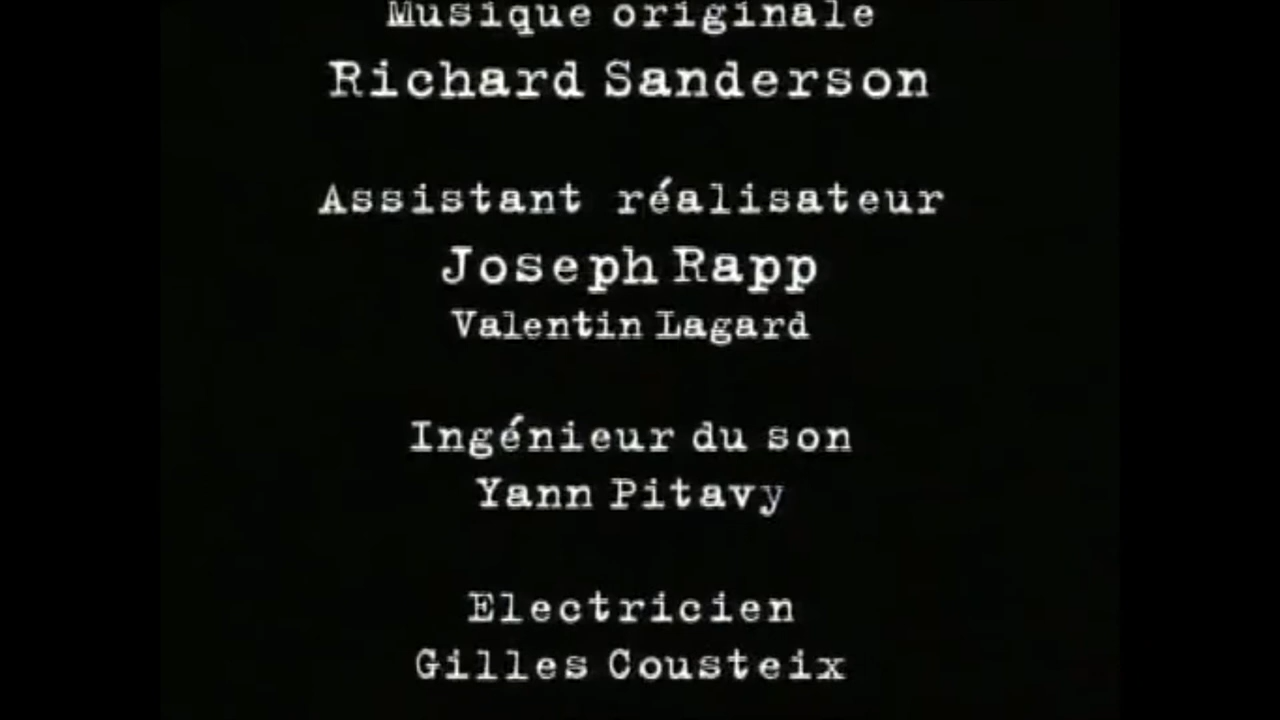 Musique originale
Richard Sanderson
Assistant réalisateur
Joseph Rapp
Valentin Lagard
Ingénieur du son
Yann Pitavy
Electricien
Gilles Cousteix